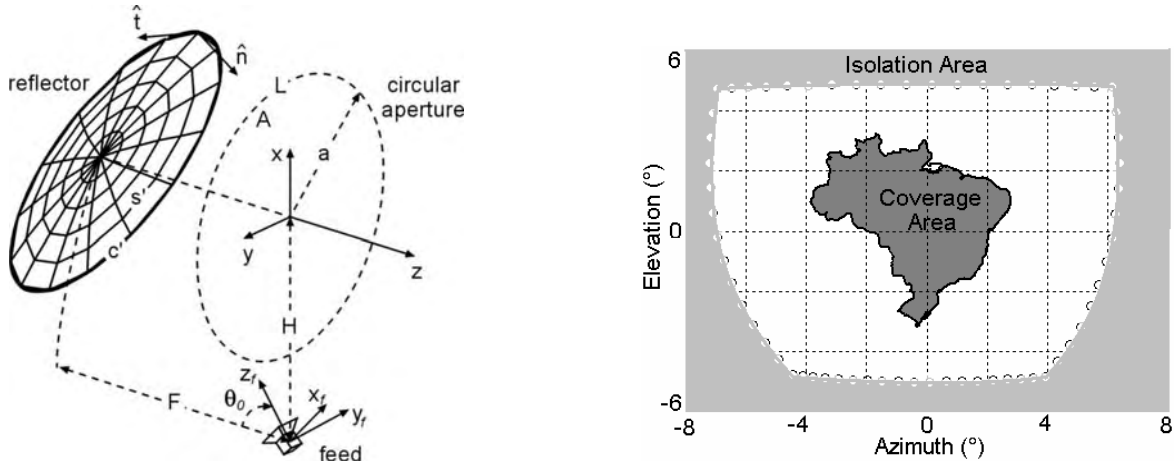 t̂
n̂
reflector
L
circular
aperture
A
a
x
s'
c'
y
z
H
z_f
x_f
θ₀
y_f
F
feed
6
Isolation Area
Coverage
Area
Elevation (°)
0
-6
-8
-4
0
4
8
Azimuth (°)